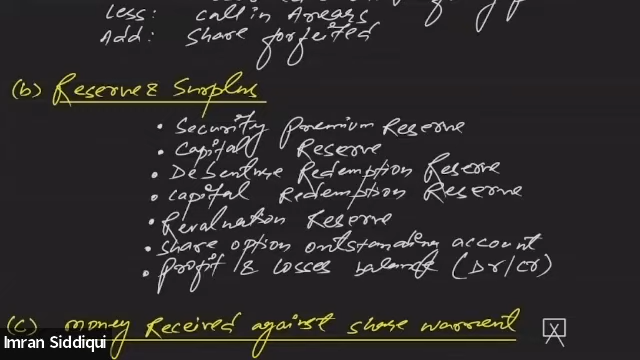 Less: call in Arears
Add: share forfeited
(b) Reserve & Surplus
• Security Premium Reserve
• Capital Reserve
• Debenture Redemption Reserve
• Capital Redemption Reserve
• Revaluation Reserve
• share option outstanding account
• Profit & Losses balance (Dr/Cr)
(c) Money Received against share warrent
Imran Siddiqui